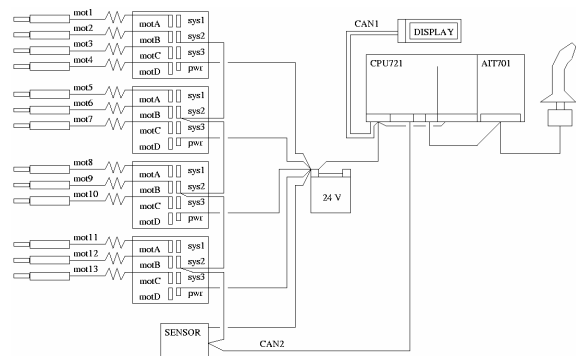 mot1
mot2
mot3
mot4
motA sys1
motB sys2
motC sys3
motD pwr
mot5
mot6
mot7
motA sys1
motB sys2
motC sys3
motD pwr
mot8
mot9
mot10
motA sys1
motB sys2
motC sys3
motD pwr
mot11
mot12
mot13
motA sys1
motB sys2
motC sys3
motD pwr
SENSOR
CAN2
24 V
CAN1
DISPLAY
CPU721
AIT701